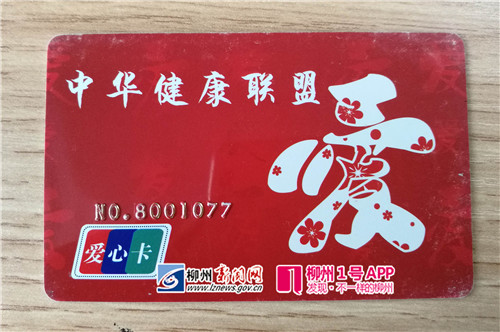 中华健康联盟
爱
NO.8001077
爱心卡
柳州新闻网
www.lznews.gov.cn
柳州1号APP
发现·不一样的柳州